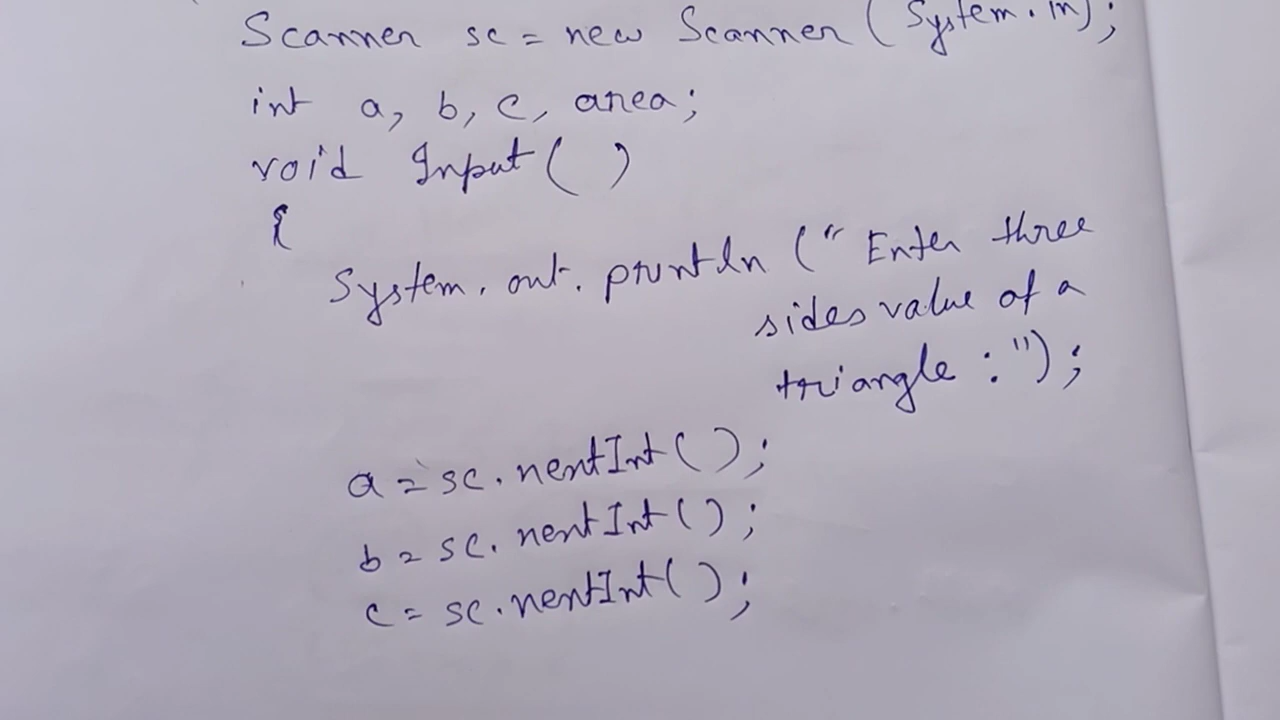 Scanner sc = new Scanner (System.in);
int a, b, c, area;
void Input( )
{
System.out.println (" Enter three
sides value of a
triangle :");
a = sc.nextInt();
b = sc.nextInt();
c = sc.nextInt();